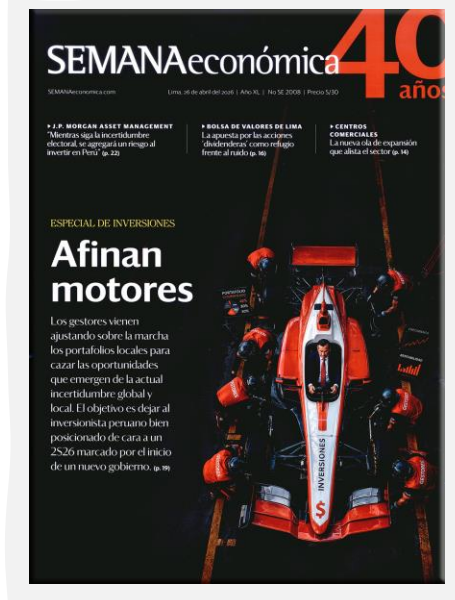 SEMANAeconómica
40
años
SEMANAeconomica.com
Lima, 26 de abril del 2026 | Año XL | No SE 2008 | Precio S/30
▸ J.P. MORGAN ASSET MANAGEMENT
"Mientras siga la incertidumbre
electoral, se agregará un riesgo al
invertir en Perú" (p. 22)
▸ BOLSA DE VALORES DE LIMA
La apuesta por las acciones
'dividenderas' como refugio
frente al ruido (p. 16)
▸ CENTROS
COMERCIALES
La nueva ola de expansión
que alista el sector (p. 14)
ESPECIAL DE INVERSIONES
Afinan
motores
Los gestores vienen
ajustando sobre la marcha
los portafolios locales para
cazar las oportunidades
que emergen de la actual
incertidumbre global y
local. El objetivo es dejar al
inversionista peruano bien
posicionado de cara a un
2S26 marcado por el inicio
de un nuevo gobierno. (p. 19)
INVERSIONES
$